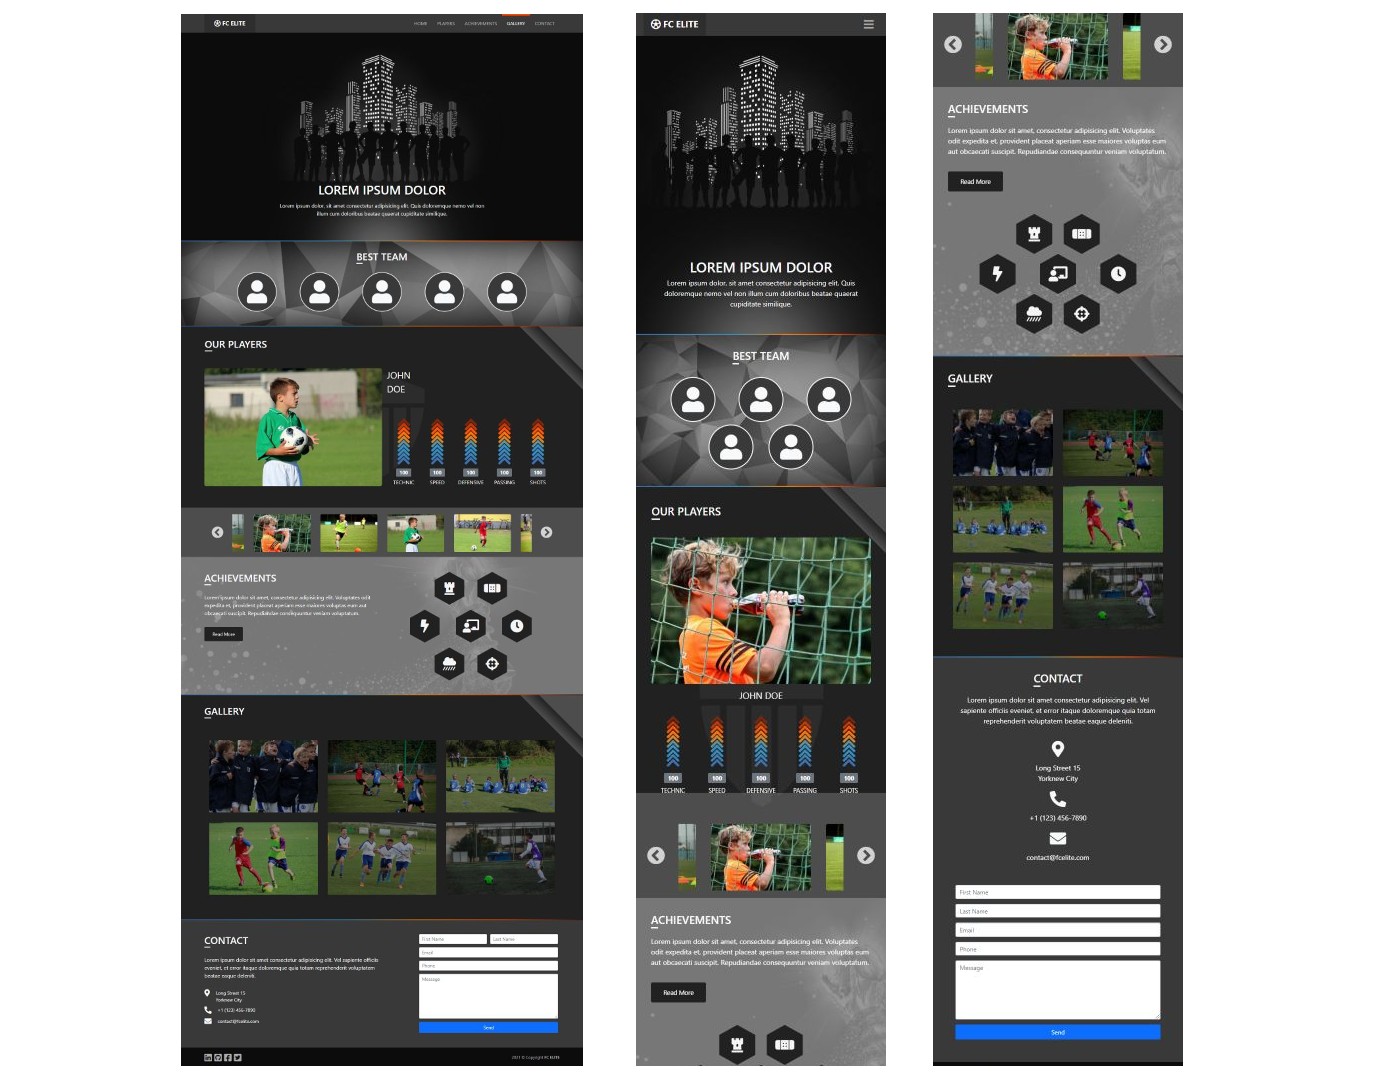 FC ELITE
HOME PLAYERS ACHIEVEMENTS GALLERY CONTACT
LOREM IPSUM DOLOR
Lorem ipsum dolor, sit amet consectetur adipisicing elit. Quis doloremque nemo vel non
illum cum doloribus beatae quaerat cupiditate similique.
BEST TEAM
OUR PLAYERS
JOHN
DOE
100 100 100 100 100
TECHNIC SPEED DEFENSIVE PASSING SHOTS
ACHIEVEMENTS
Lorem ipsum dolor sit amet, consectetur adipisicing elit. Voluptates odit
expedita et, provident placeat aperiam esse maiores voluptas eum aut
obcaecati suscipit. Repudiandae consequuntur veniam voluptatum.
Read More
GALLERY
CONTACT
Lorem ipsum dolor sit amet consectetur adipisicing elit. Vel sapiente officiis
eveniet, et error itaque doloremque quia totam reprehenderit voluptatem
beatae eaque deleniti.
Long Street 15
Yorknew City
+1 (123) 456-7890
contact@fcelite.com
First Name Last Name
Email
Phone
Message
Send
2021 © Copyright FC ELITE
FC ELITE
LOREM IPSUM DOLOR
Lorem ipsum dolor, sit amet consectetur adipisicing elit. Quis
doloremque nemo vel non illum cum doloribus beatae quaerat
cupiditate similique.
BEST TEAM
OUR PLAYERS
JOHN DOE
100 100 100 100 100
TECHNIC SPEED DEFENSIVE PASSING SHOTS
ACHIEVEMENTS
Lorem ipsum dolor sit amet, consectetur adipisicing elit. Voluptates
odit expedita et, provident placeat aperiam esse maiores voluptas eum
aut obcaecati suscipit. Repudiandae consequuntur veniam voluptatum.
Read More
ACHIEVEMENTS
Lorem ipsum dolor sit amet, consectetur adipisicing elit. Voluptates
odit expedita et, provident placeat aperiam esse maiores voluptas eum
aut obcaecati suscipit. Repudiandae consequuntur veniam voluptatum.
Read More
GALLERY
CONTACT
Lorem ipsum dolor sit amet consectetur adipisicing elit. Vel
sapiente officiis eveniet, et error itaque doloremque quia totam
reprehenderit voluptatem beatae eaque deleniti.
Long Street 15
Yorknew City
+1 (123) 456-7890
contact@fcelite.com
First Name
Last Name
Email
Phone
Message
Send